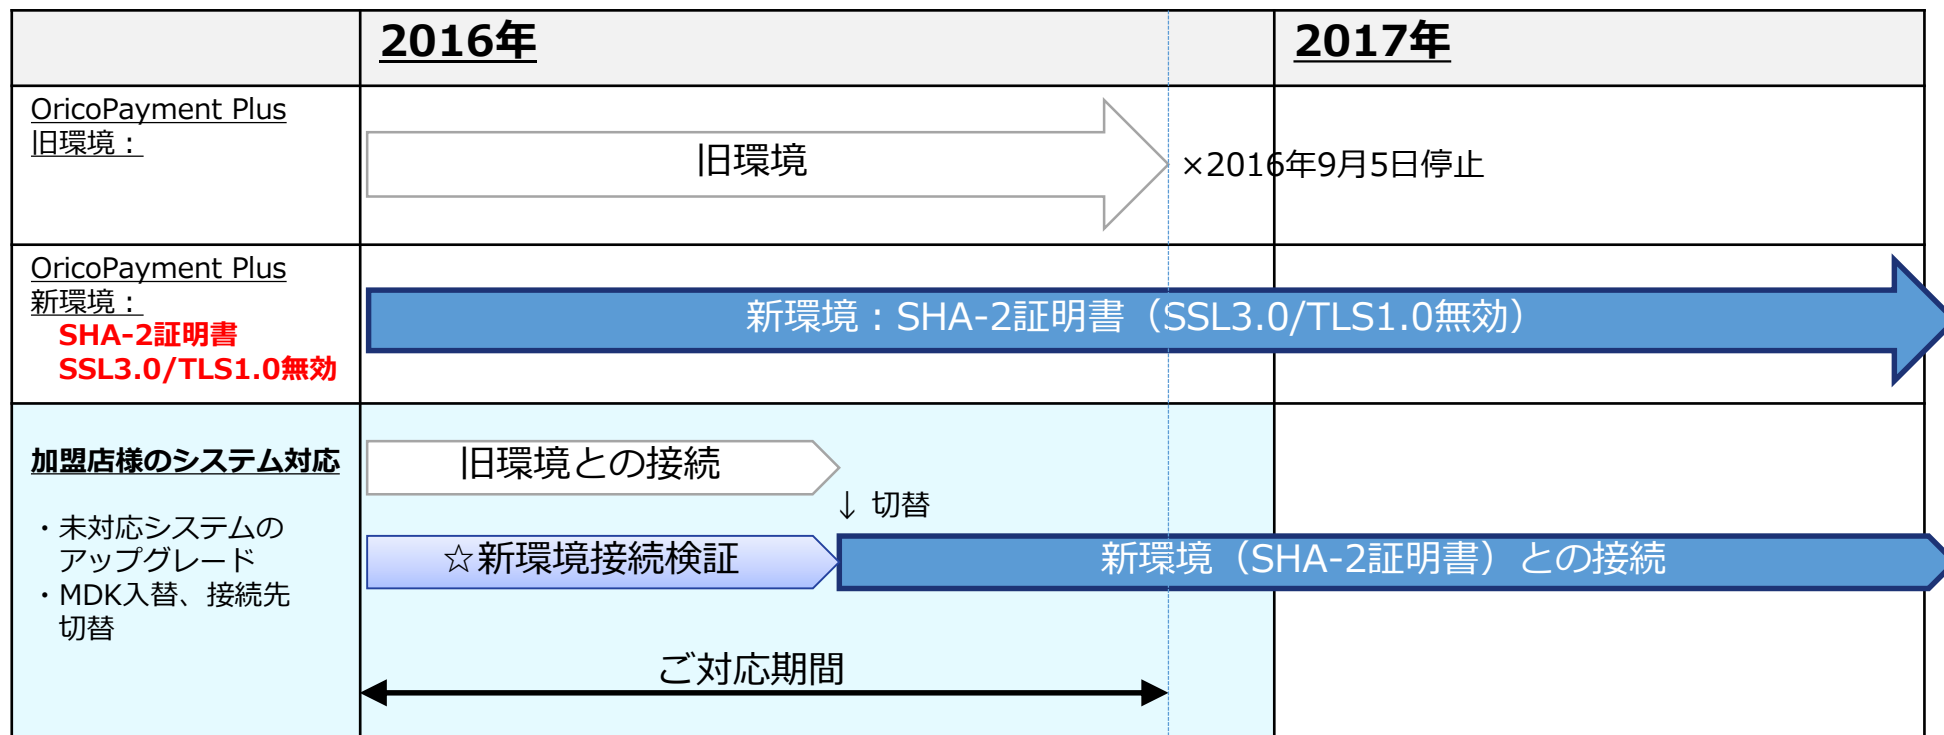 2016年
2017年
OricoPayment Plus
旧環境：
旧環境
×2016年9月5日停止
OricoPayment Plus
新環境：
SHA-2証明書
SSL3.0/TLS1.0無効
新環境：SHA-2証明書（SSL3.0/TLS1.0無効）
加盟店様のシステム対応
・未対応システムの
アップグレード
・MDK入替、接続先
切替
旧環境との接続
↓ 切替
☆新環境接続検証
新環境（SHA-2証明書）との接続
ご対応期間